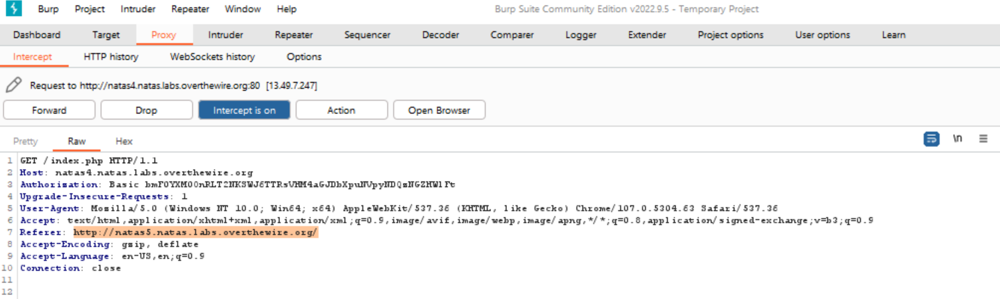 Burp Project Intruder Repeater Window Help Burp Suite Community Edition v2022.9.5 - Temporary Project
Dashboard Target Proxy Intruder Repeater Sequencer Decoder Comparer Logger Extender Project options User options Learn
Intercept HTTP history WebSockets history Options
Request to http://natas4.natas.labs.overthewire.org:80 [13.49.7.247]
Forward Drop Intercept is on Action Open Browser
Pretty Raw Hex \n
1 GET /index.php HTTP/1.1
2 Host: natas4.natas.labs.overthewire.org
3 Authorization: Basic
4 Upgrade-Insecure-Requests: 1
5 User-Agent: Mozilla/5.0 (Windows NT 10.0; Win64; x64) AppleWebKit/537.36 (KHTML, like Gecko) Chrome/107.0.5304.63 Safari/537.36
6 Accept: text/html,application/xhtml+xml,application/xml;q=0.9,image/avif,image/webp,image/apng,*/*;q=0.8,application/signed-exchange;v=b3;q=0.9
7 Referer: http://natas5.natas.labs.overthewire.org/
8 Accept-Encoding: gzip, deflate
9 Accept-Language: en-US,en;q=0.9
10 Connection: close
11
12